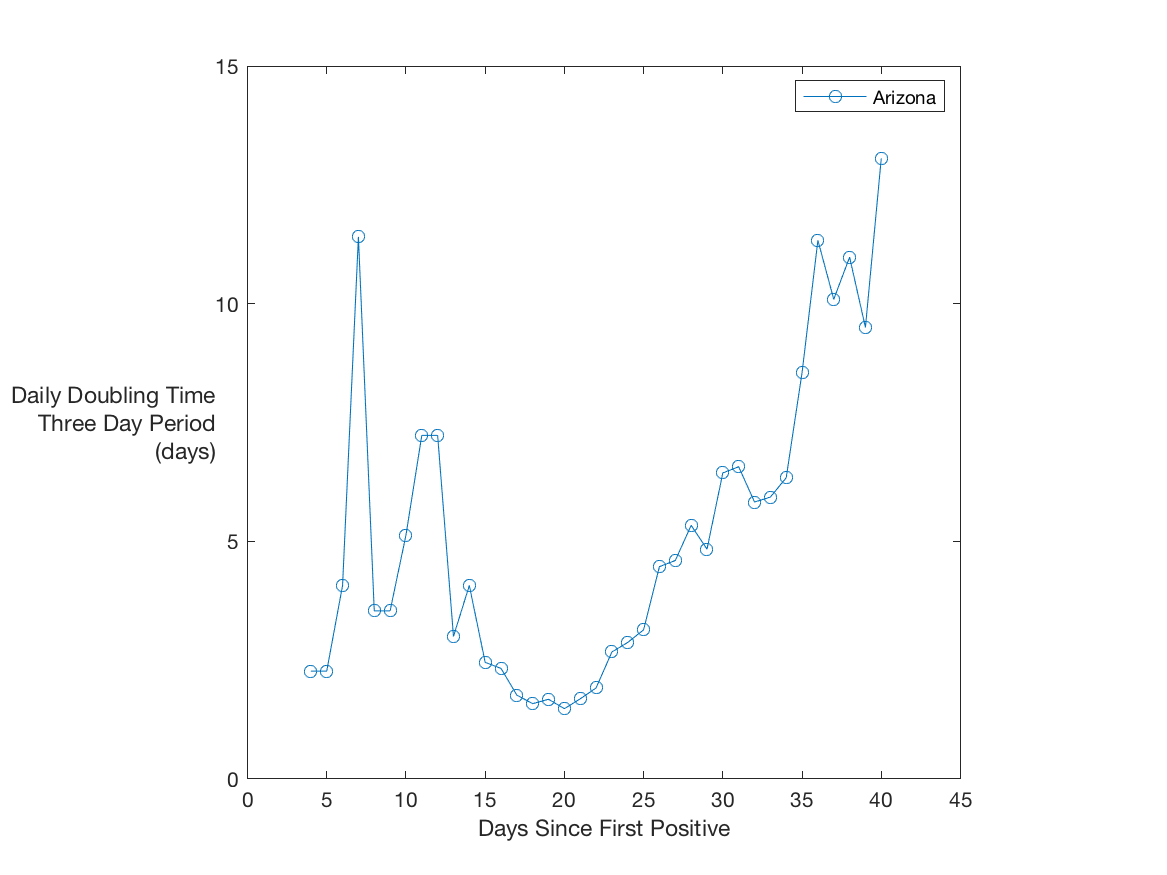 15
Arizona
10
Daily Doubling Time
Three Day Period
(days)
5
0
0 5 10 15 20 25 30 35 40 45
Days Since First Positive